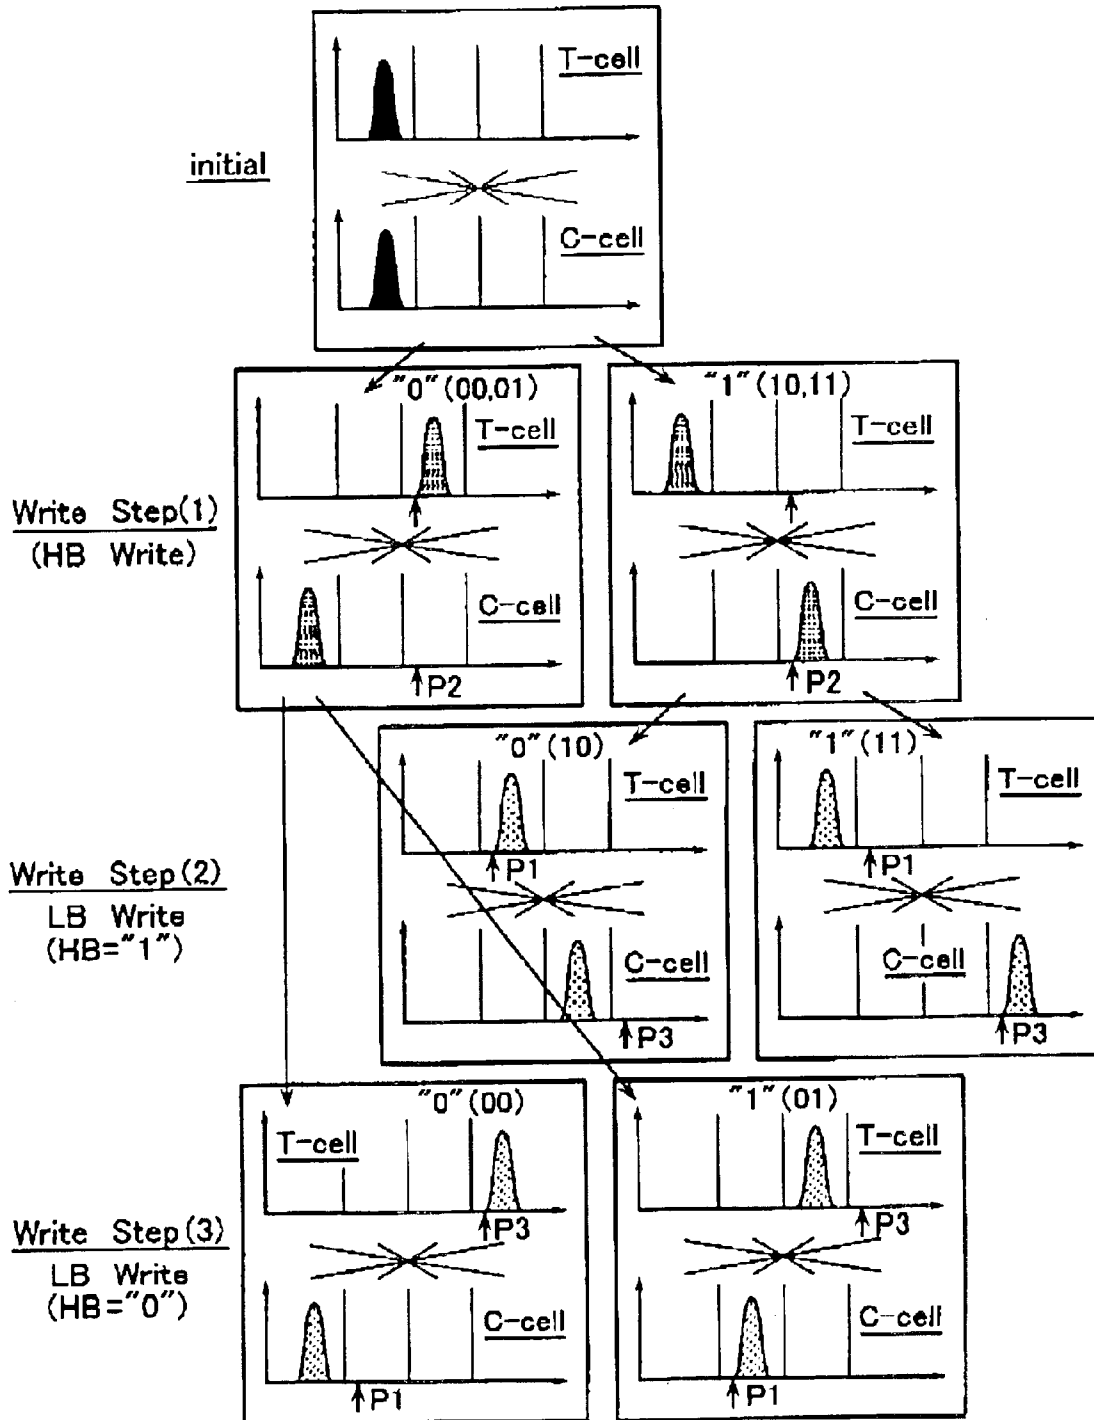 T-cell
initial
C-cell
"0"(00,01)
T-cell
"1"(10,11)
T-cell
Write Step(1)
(HB Write)
C-cell
P2
C-cell
P2
"0"(10)
T-cell
P1
"1"(11)
T-cell
P1
Write Step(2)
LB Write
(HB="1")
C-cell
P3
C-cell
P3
"0"(00)
T-cell
P3
"1"(01)
T-cell
P3
Write Step(3)
LB Write
(HB="0")
C-cell
P1
C-cell
P1